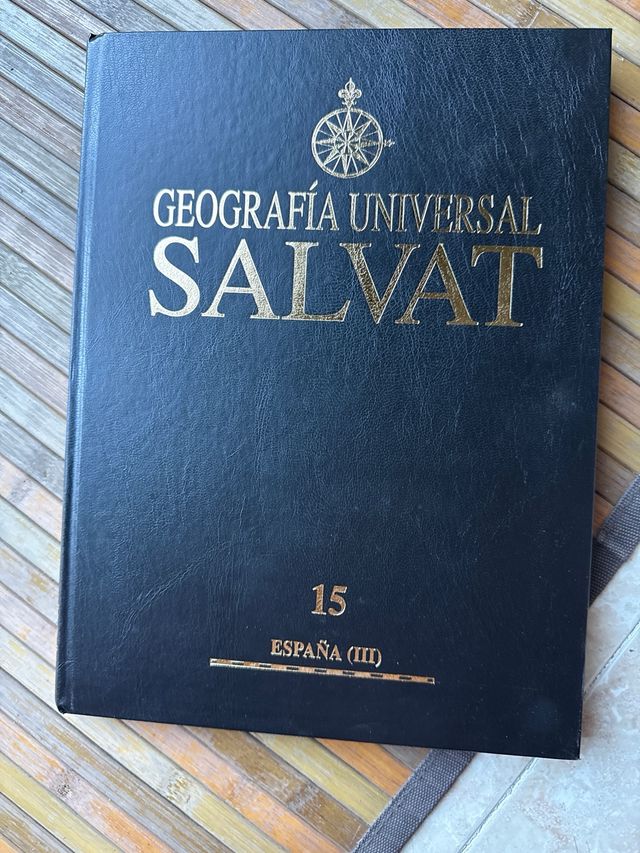 GEOGRAFÍA UNIVERSAL
SALVAT
15
ESPAÑA (III)